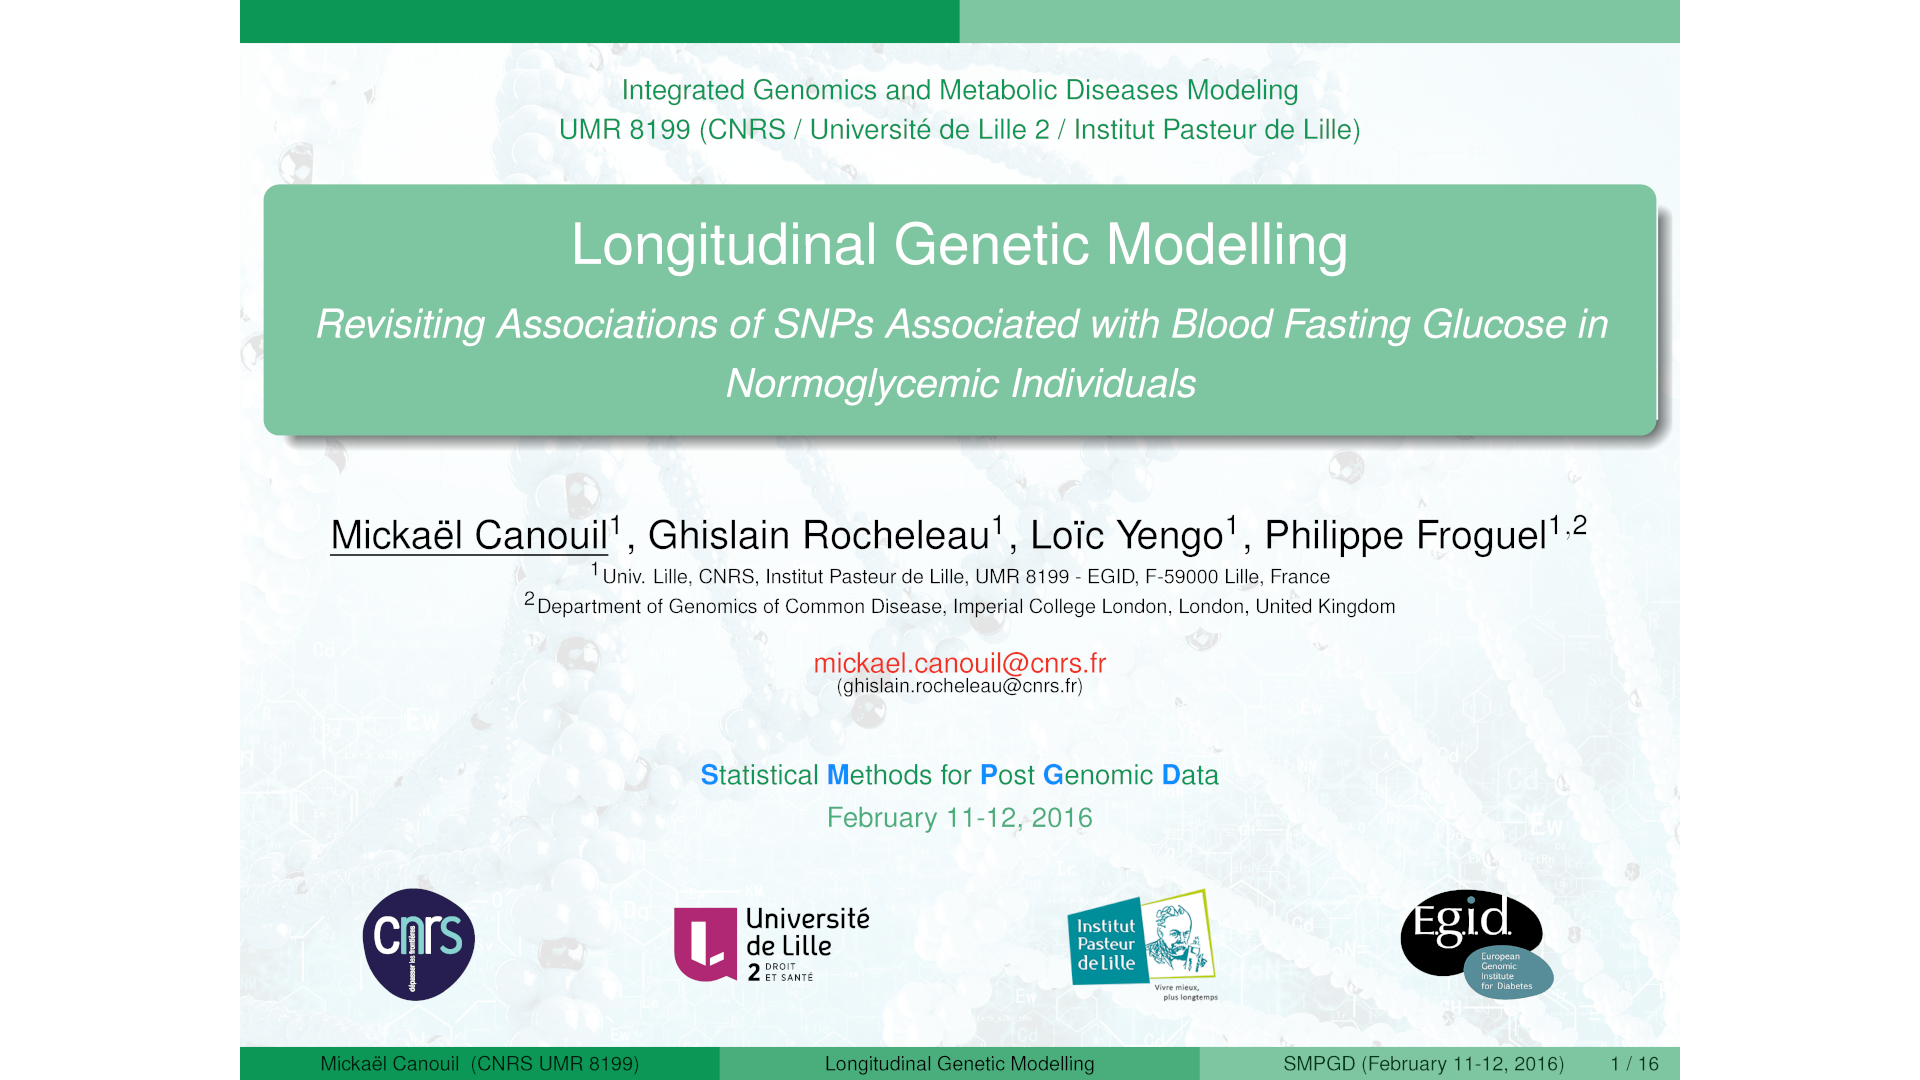 Integrated Genomics and Metabolic Diseases Modeling
UMR 8199 (CNRS / Université de Lille 2 / Institut Pasteur de Lille)
Longitudinal Genetic Modelling
Revisiting Associations of SNPs Associated with Blood Fasting Glucose in
Normoglycemic Individuals
Mickaël Canouil1, Ghislain Rocheleau1, Loïc Yengo1, Philippe Froguel1,2
1Univ. Lille, CNRS, Institut Pasteur de Lille, UMR 8199 - EGID, F-59000 Lille, France
2Department of Genomics of Common Disease, Imperial College London, London, United Kingdom
mickael.canouil@cnrs.fr
(ghislain.rocheleau@cnrs.fr)
Statistical Methods for Post Genomic Data
February 11-12, 2016
cnrs
dépasser les frontières
Université
de Lille
2 DROIT
ET SANTÉ
Institut
Pasteur
de Lille
Vivre mieux,
plus longtemps
E.g.i.d.
European
Genomic
Institute
for Diabetes
Mickaël Canouil (CNRS UMR 8199)
Longitudinal Genetic Modelling
SMPGD (February 11-12, 2016)
1 / 16